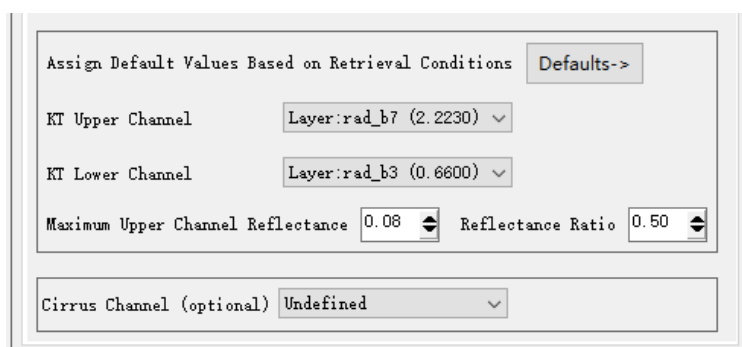 Assign Default Values Based on Retrieval Conditions Defaults->
KT Upper Channel Layer:rad_b7 (2.2230)
KT Lower Channel Layer:rad_b3 (0.6600)
Maximum Upper Channel Reflectance 0.08 Reflectance Ratio 0.50
Cirrus Channel (optional) Undefined